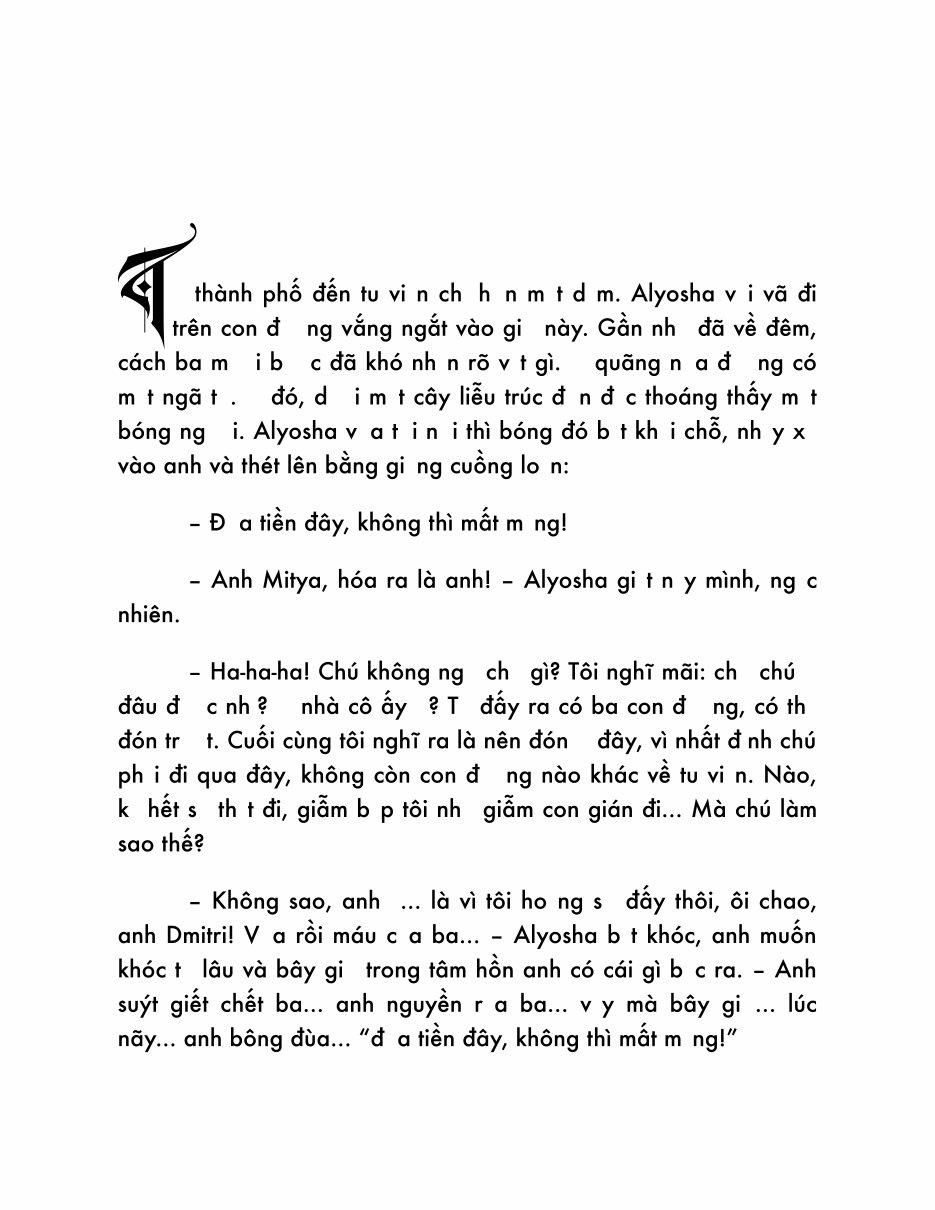 T thành phố đến tu vi n ch h n m t d m. Alyosha v i vã đi
trên con đ ng vắng ngắt vào gi này. Gần nh đã về đêm,
cách ba m i b c đã khó nh n rõ v t gì. quãng n a đ ng có
m t ngã t . đó, d i m t cây liễu trúc đ n đ c thoáng thấy m t
bóng ng i. Alyosha v a t i n i thì bóng đó b t kh i chỗ, nh y x
vào anh và thét lên bằng gi ng cuồng lo n:
– Đ a tiền đây, không thì mất m ng!
– Anh Mitya, hóa ra là anh! – Alyosha gi t n y mình, ng c
nhiên.
– Ha-ha-ha! Chú không ng ch gì? Tôi nghĩ mãi: ch chú
đâu đ c nh ? nhà cô ấy ? T đấy ra có ba con đ ng, có th
đón tr t. Cuối cùng tôi nghĩ ra là nên đón đây, vì nhất đ nh chú
ph i đi qua đây, không còn con đ ng nào khác về tu vi n. Nào,
k hết s th t đi, giẫm b p tôi nh giẫm con gián đi... Mà chú làm
sao thế?
– Không sao, anh ... là vì tôi ho ng s đấy thôi, ôi chao,
anh Dmitri! V a rồi máu c a ba... – Alyosha b t khóc, anh muốn
khóc t lâu và bây gi trong tâm hồn anh có cái gì b c ra. – Anh
suýt giết chết ba... anh nguyền r a ba... v y mà bây gi ... lúc
nãy... anh bông đùa... “đ a tiền đây, không thì mất m ng!”